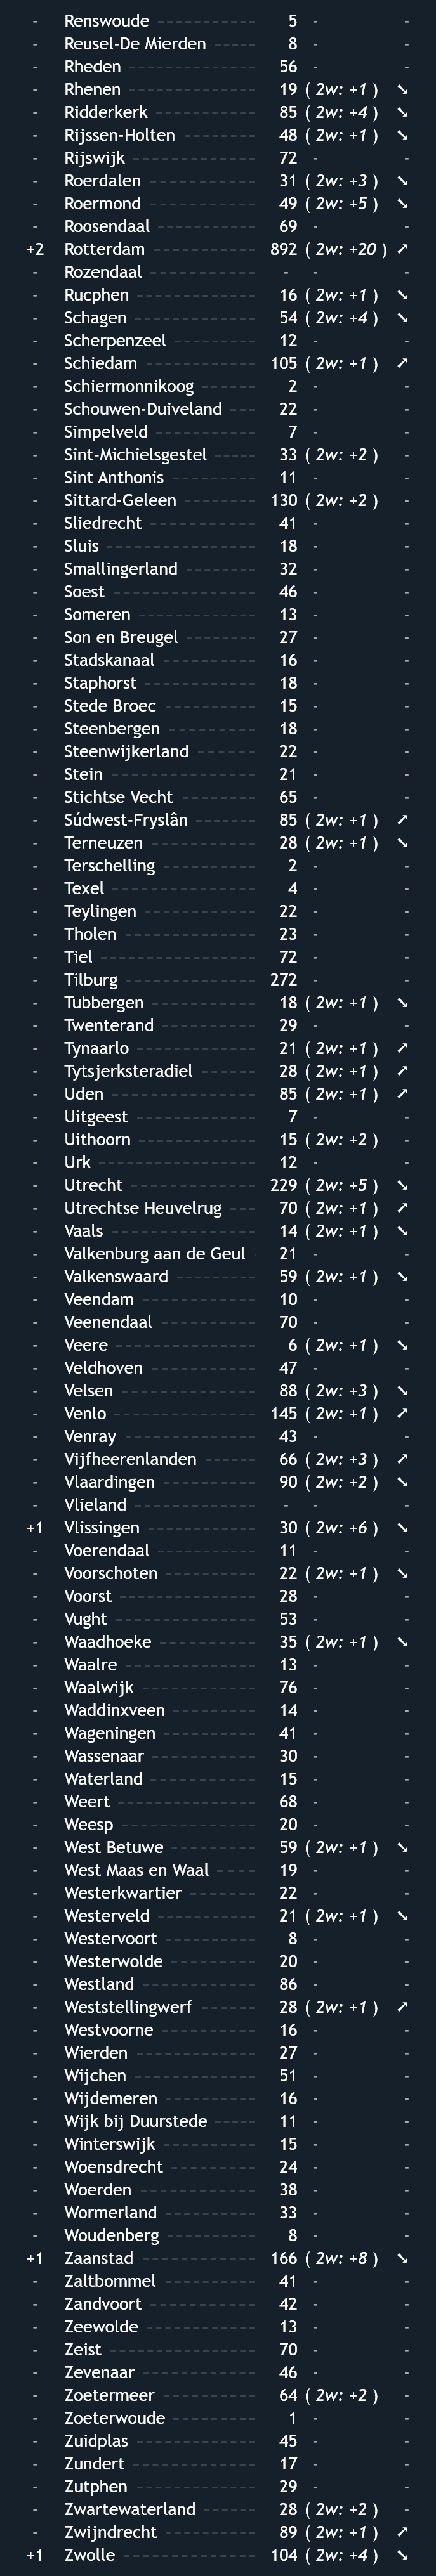 - Renswoude 5 - -
- Reusel-De Mierden 8 - -
- Rheden 56 - -
- Rhenen 19 ( 2w: +1 ) ↘
- Ridderkerk 85 ( 2w: +4 ) ↘
- Rijssen-Holten 48 ( 2w: +1 ) ↘
- Rijswijk 72 - -
- Roerdalen 31 ( 2w: +3 ) ↘
- Roermond 49 ( 2w: +5 ) ↘
- Roosendaal 69 - -
+2 Rotterdam 892 ( 2w: +20 ) ↗
- Rozendaal - - -
- Rucphen 16 ( 2w: +1 ) ↘
- Schagen 54 ( 2w: +4 ) ↘
- Scherpenzeel 12 - -
- Schiedam 105 ( 2w: +1 ) ↗
- Schiermonnikoog 2 - -
- Schouwen-Duiveland 22 - -
- Simpelveld 7 - -
- Sint-Michielsgestel 33 ( 2w: +2 ) -
- Sint Anthonis 11 - -
- Sittard-Geleen 130 ( 2w: +2 ) -
- Sliedrecht 41 - -
- Sluis 18 - -
- Smallingerland 32 - -
- Soest 46 - -
- Someren 13 - -
- Son en Breugel 27 - -
- Stadskanaal 16 - -
- Staphorst 18 - -
- Stede Broec 15 - -
- Steenbergen 18 - -
- Steenwijkerland 22 - -
- Stein 21 - -
- Stichtse Vecht 65 - -
- Súdwest-Fryslân 85 ( 2w: +1 ) ↗
- Terneuzen 28 ( 2w: +1 ) ↘
- Terschelling 2 - -
- Texel 4 - -
- Teylingen 22 - -
- Tholen 23 - -
- Tiel 72 - -
- Tilburg 272 - -
- Tubbergen 18 ( 2w: +1 ) ↘
- Twenterand 29 - -
- Tynaarlo 21 ( 2w: +1 ) ↗
- Tytsjerksteradiel 28 ( 2w: +1 ) ↗
- Uden 85 ( 2w: +1 ) ↗
- Uitgeest 7 - -
- Uithoorn 15 ( 2w: +2 ) -
- Urk 12 - -
- Utrecht 229 ( 2w: +5 ) ↘
- Utrechtse Heuvelrug 70 ( 2w: +1 ) ↗
- Vaals 14 ( 2w: +1 ) ↘
- Valkenburg aan de Geul 21 - -
- Valkenswaard 59 ( 2w: +1 ) ↘
- Veendam 10 - -
- Veenendaal 70 - -
- Veere 6 ( 2w: +1 ) ↘
- Veldhoven 47 - -
- Velsen 88 ( 2w: +3 ) ↘
- Venlo 145 ( 2w: +1 ) ↗
- Venray 43 - -
- Vijfheerenlanden 66 ( 2w: +3 ) ↗
- Vlaardingen 90 ( 2w: +2 ) ↘
- Vlieland - - -
+1 Vlissingen 30 ( 2w: +6 ) ↘
- Voerendaal 11 - -
- Voorschoten 22 ( 2w: +1 ) ↘
- Voorst 28 - -
- Vught 53 - -
- Waadhoeke 35 ( 2w: +1 ) ↘
- Waalre 13 - -
- Waalwijk 76 - -
- Waddinxveen 14 - -
- Wageningen 41 - -
- Wassenaar 30 - -
- Waterland 15 - -
- Weert 68 - -
- Weesp 20 - -
- West Betuwe 59 ( 2w: +1 ) ↘
- West Maas en Waal 19 - -
- Westerkwartier 22 - -
- Westerveld 21 ( 2w: +1 ) ↘
- Westervoort 8 - -
- Westerwolde 20 - -
- Westland 86 - -
- Weststellingwerf 28 ( 2w: +1 ) ↗
- Westvoorne 16 - -
- Wierden 27 - -
- Wijchen 51 - -
- Wijdemeren 16 - -
- Wijk bij Duurstede 11 - -
- Winterswijk 15 - -
- Woensdrecht 24 - -
- Woerden 38 - -
- Wormerland 33 - -
- Woudenberg 8 - -
+1 Zaanstad 166 ( 2w: +8 ) ↘
- Zaltbommel 41 - -
- Zandvoort 42 - -
- Zeewolde 13 - -
- Zeist 70 - -
- Zevenaar 46 - -
- Zoetermeer 64 ( 2w: +2 ) -
- Zoeterwoude 1 - -
- Zuidplas 45 - -
- Zundert 17 - -
- Zutphen 29 - -
- Zwartewaterland 28 ( 2w: +2 ) -
- Zwijndrecht 89 ( 2w: +1 ) ↗
+1 Zwolle 104 ( 2w: +4 ) ↘